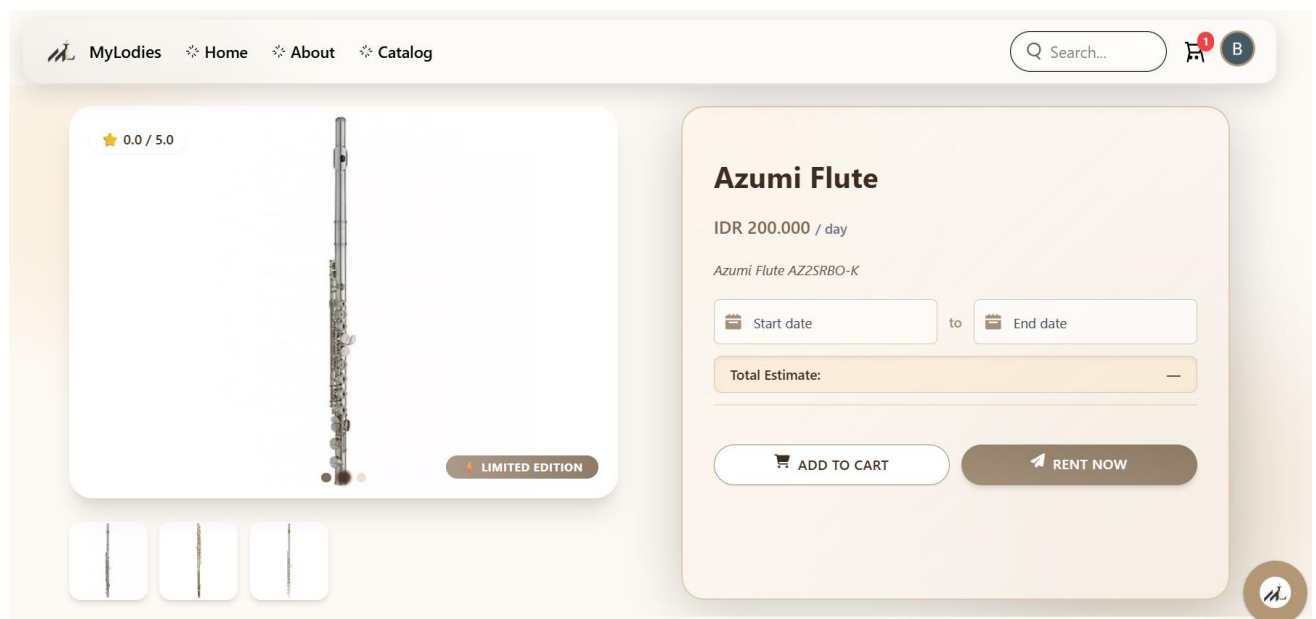 MyLodies Home About Catalog Search... 1 B
0.0 / 5.0
LIMITED EDITION
Azumi Flute
IDR 200.000 / day
Azumi Flute AZ2SRBO-K
Start date to End date
Total Estimate: —
ADD TO CART RENT NOW